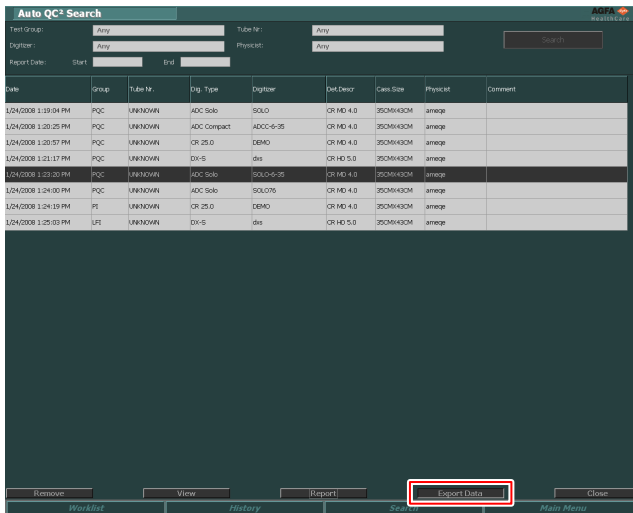 Auto QC² Search
AGFA
HealthCare
Test Group: Any Tube Nr: Any
Search
Digitizer: Any Physicist: Any
Report Date: Start End
Date Group Tube Nr. Dig. Type Digitizer Det.Descr Cass.Size Physicist Comment
1/24/2008 1:19:04 PM PQC UNKNOWN ADC Solo SOLO CR MD 4.0 35CMX43CM ameqe
1/24/2008 1:20:25 PM PQC UNKNOWN ADC Compact ADCC-6-35 CR MD 4.0 35CMX43CM ameqe
1/24/2008 1:20:57 PM PQC UNKNOWN CR 25.0 DEMO CR MD 4.0 35CMX43CM ameqe
1/24/2008 1:21:17 PM PQC UNKNOWN DX-S dxs CR HD 5.0 35CMX43CM ameqe
1/24/2008 1:23:20 PM PQC UNKNOWN ADC Solo SOLO-6-35 CR MD 4.0 35CMX43CM ameqe
1/24/2008 1:24:00 PM PQC UNKNOWN ADC Solo SOLO76 CR MD 4.0 35CMX43CM ameqe
1/24/2008 1:24:19 PM PI UNKNOWN CR 25.0 DEMO CR MD 4.0 35CMX43CM ameqe
1/24/2008 1:25:03 PM LFI UNKNOWN DX-S dxs CR HD 5.0 35CMX43CM ameqe
Remove View Report Export Data Close
Worklist History Search Main Menu